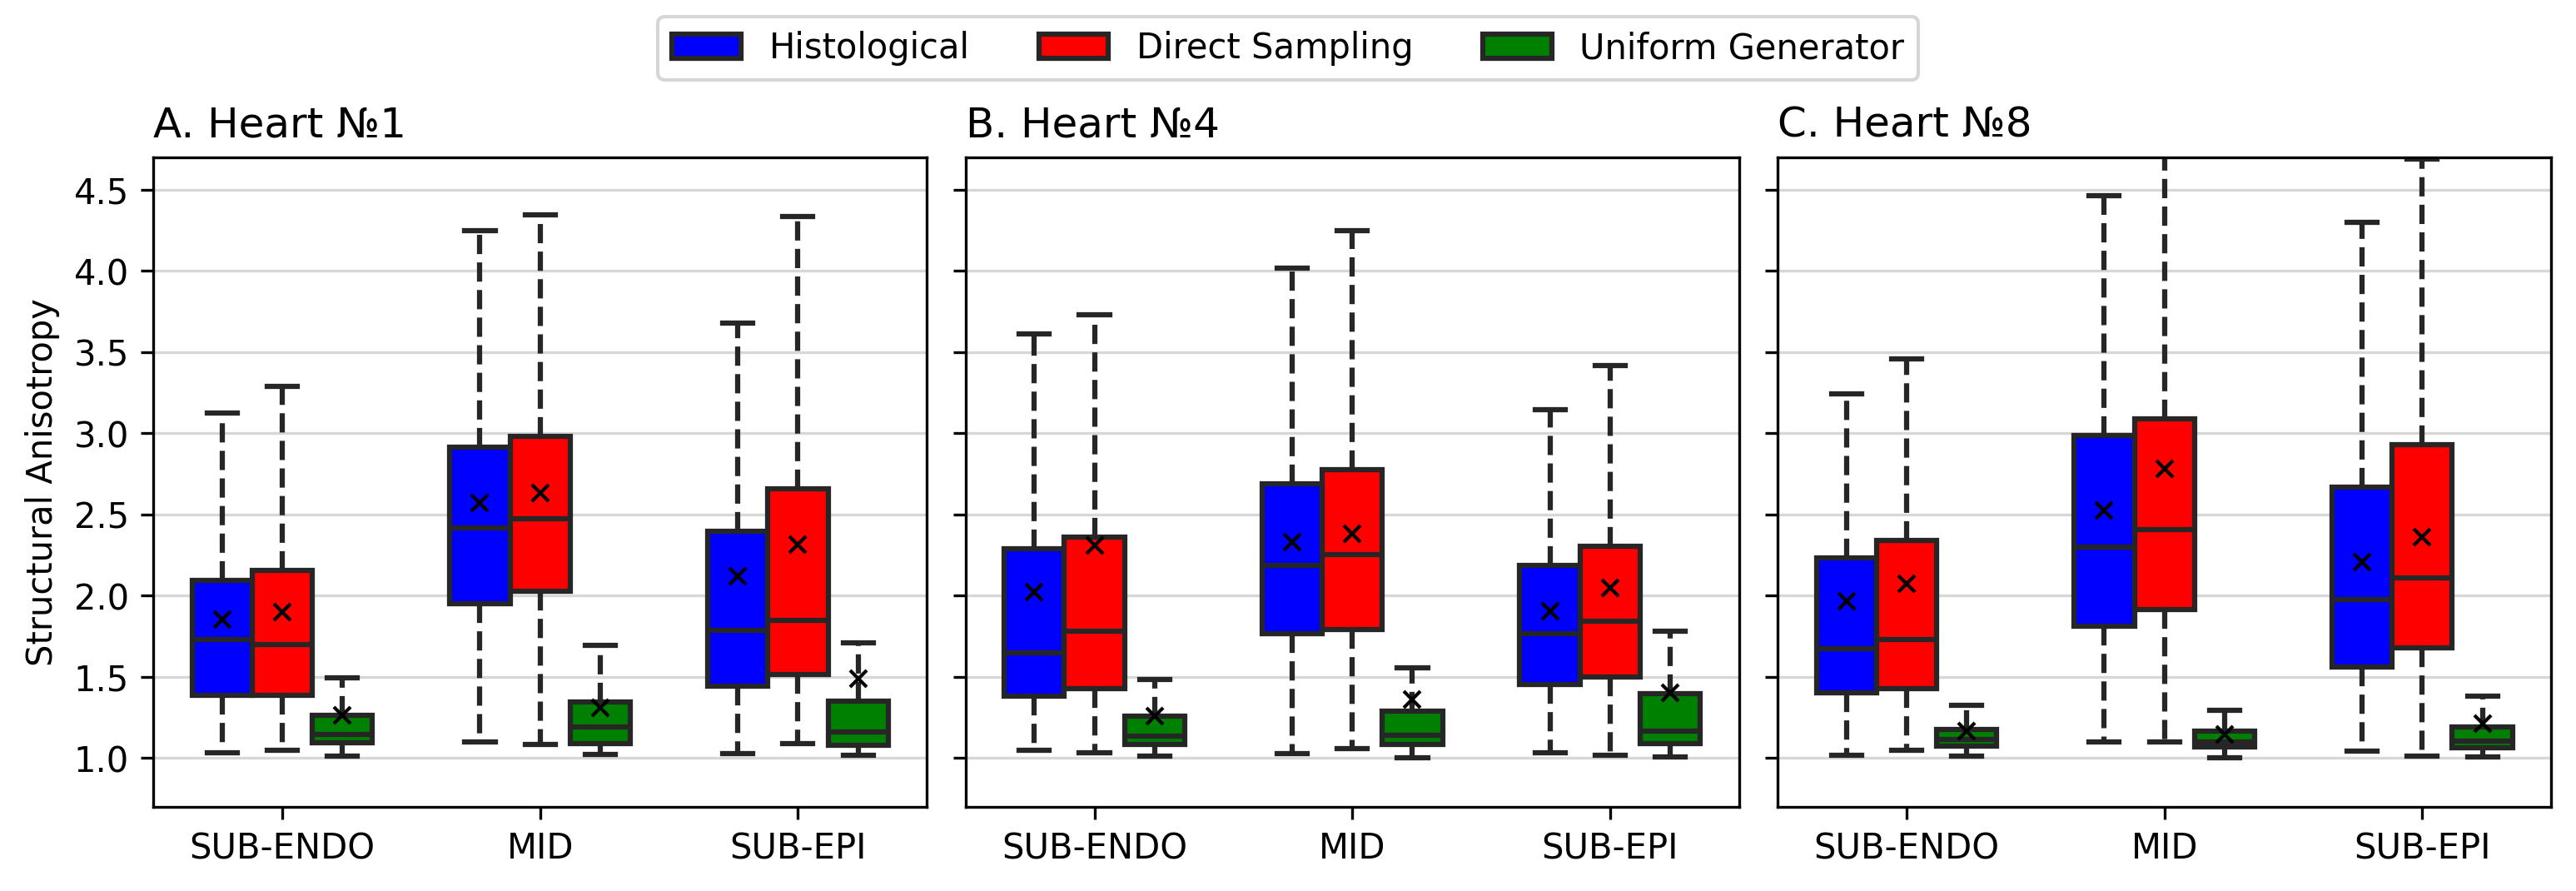 Histological Direct Sampling Uniform Generator
A. Heart №1
B. Heart №4
C. Heart №8
Structural Anisotropy
4.5
4.0
3.5
3.0
2.5
2.0
1.5
1.0
SUB-ENDO MID SUB-EPI
SUB-ENDO MID SUB-EPI
SUB-ENDO MID SUB-EPI